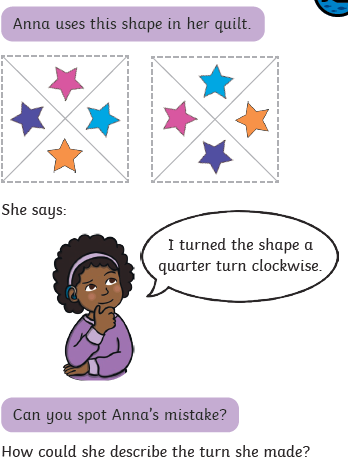 Anna uses this shape in her quilt.
She says:
I turned the shape a
quarter turn clockwise.
Can you spot Anna's mistake?
How could she describe the turn she made?